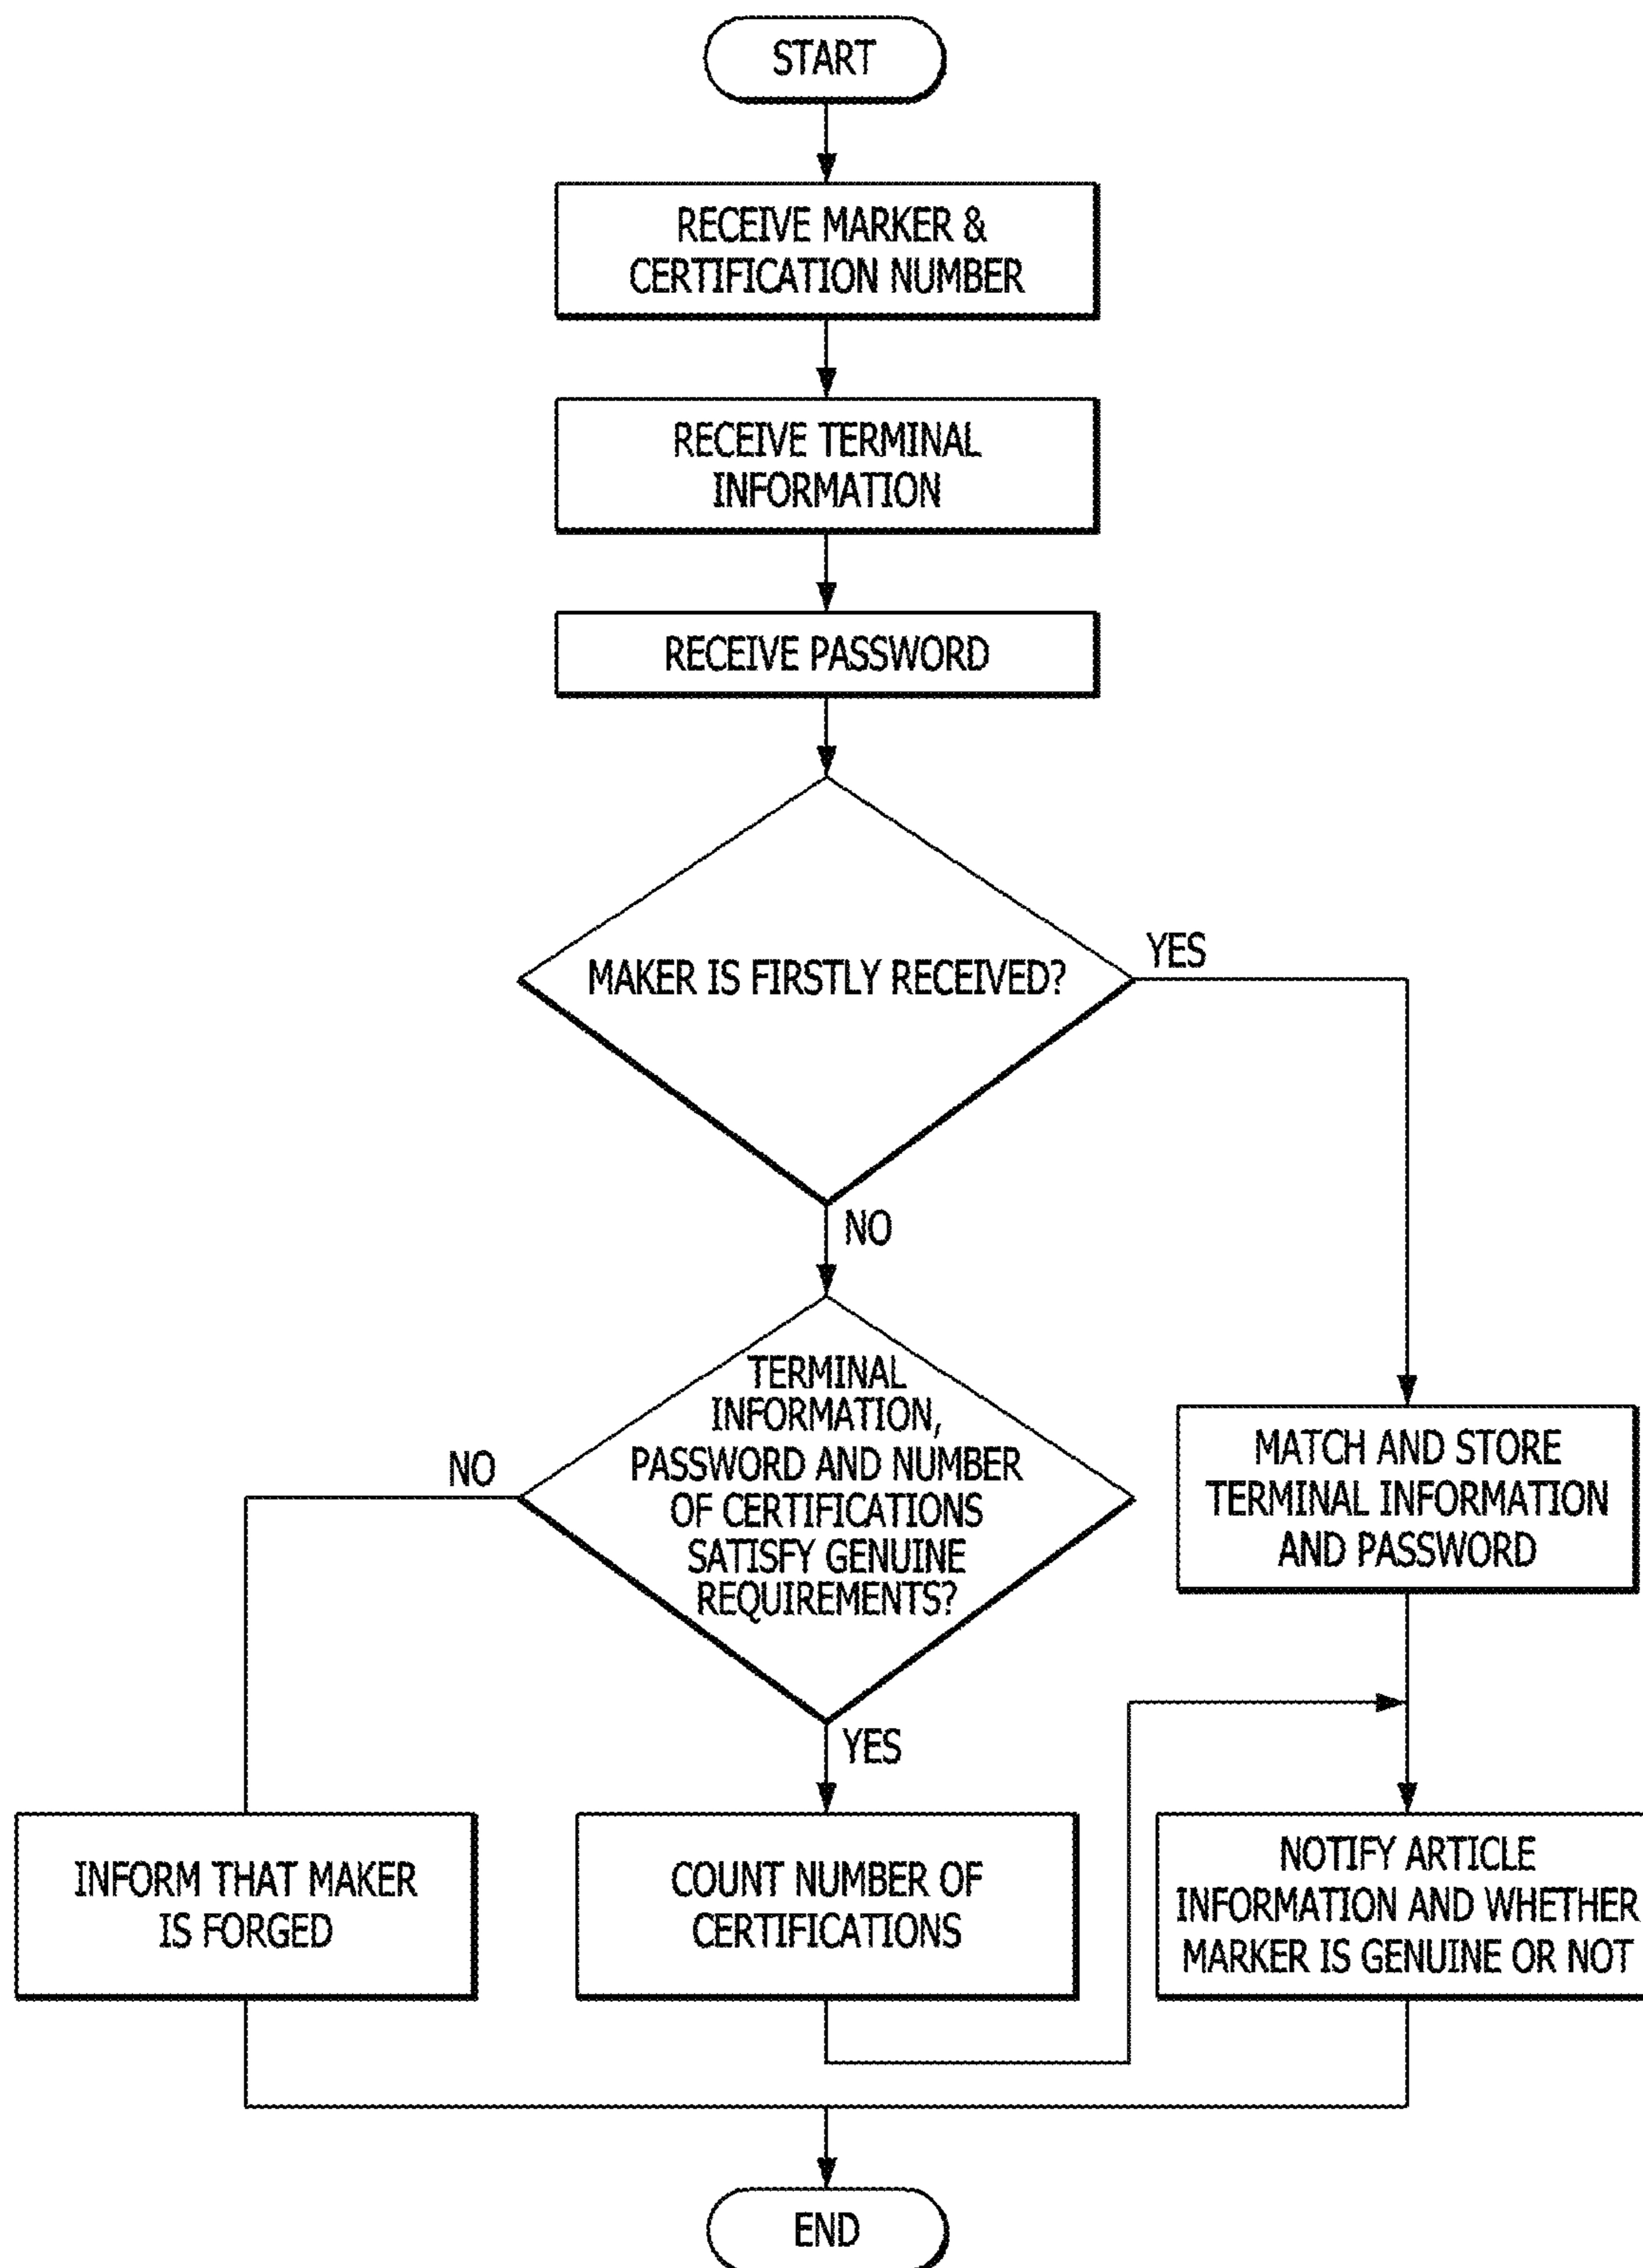 START
RECEIVE MARKER &
CERTIFICATION NUMBER
RECEIVE TERMINAL
INFORMATION
RECEIVE PASSWORD
MAKER IS FIRSTLY RECEIVED?
YES
NO
TERMINAL
INFORMATION,
PASSWORD AND NUMBER
OF CERTIFICATIONS
SATISFY GENUINE
REQUIREMENTS?
NO
YES
MATCH AND STORE
TERMINAL INFORMATION
AND PASSWORD
INFORM THAT MAKER
IS FORGED
COUNT NUMBER OF
CERTIFICATIONS
NOTIFY ARTICLE
INFORMATION AND WHETHER
MARKER IS GENUINE OR NOT
END